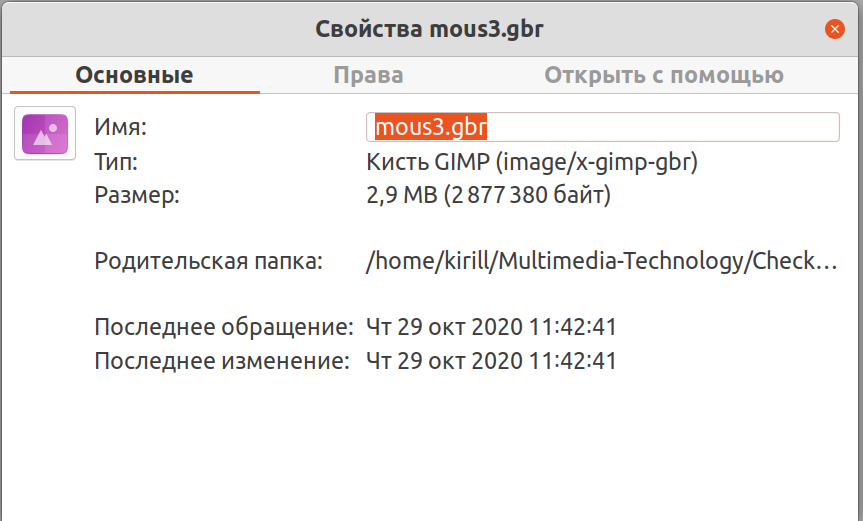 Свойства mous3.gbr
Основные Права Открыть с помощью
Имя: mous3.gbr
Тип: Кисть GIMP (image/x-gimp-gbr)
Размер: 2,9 MB (2 877 380 байт)
Родительская папка: /home/kirill/Multimedia-Technology/Check…
Последнее обращение: Чт 29 окт 2020 11:42:41
Последнее изменение: Чт 29 окт 2020 11:42:41